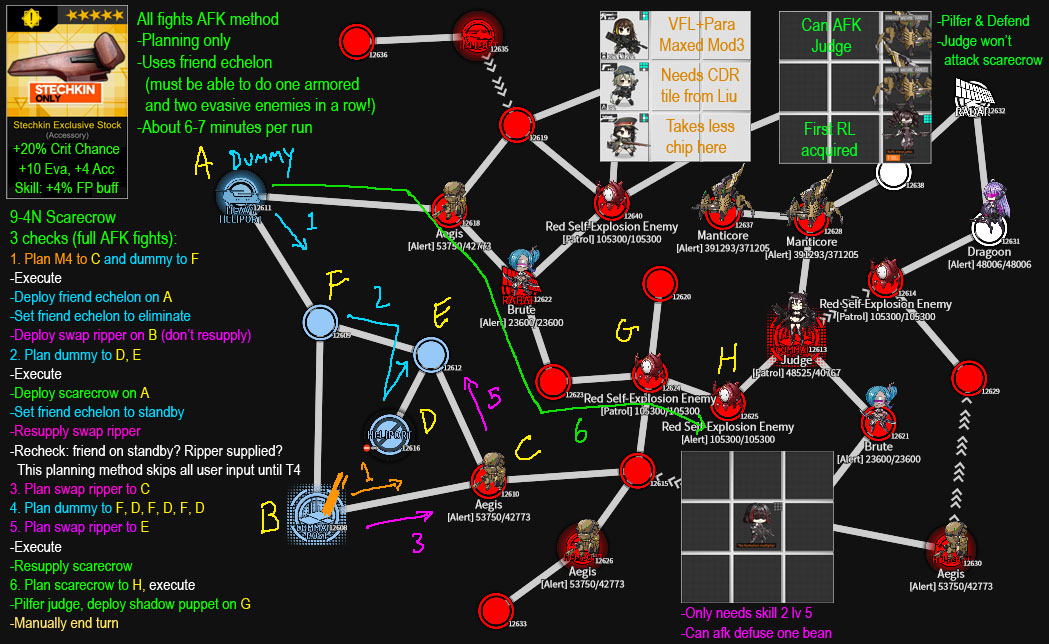 STECHKIN
ONLY
Stechkin Exclusive Stock
(Accessory)
+20% Crit Chance
+10 Eva, +4 Acc
Skill: +4% FP buff
All fights AFK method
-Planning only
-Uses friend echelon
(must be able to do one armored
and two evasive enemies in a row!)
-About 6-7 minutes per run
9-4N Scarecrow
3 checks (full AFK fights):
1. Plan M4 to C and dummy to F
-Execute
-Deploy friend echelon on A
-Set friend echelon to eliminate
-Deploy swap ripper on B (don't resupply)
2. Plan dummy to D, E
-Execute
-Deploy scarecrow on A
-Set friend echelon to standby
-Resupply swap ripper
-Recheck: friend on standby? Ripper supplied?
This planning method skips all user input until T4
3. Plan swap ripper to C
4. Plan dummy to F, D, F, D, F, D
5. Plan swap ripper to E
-Execute
-Resupply scarecrow
6. Plan scarecrow to H, execute
-Pilfer judge, deploy shadow puppet on G
-Manually end turn
VFL+Para
Maxed Mod3
Needs CDR
tile from Liu
Takes less
chip here
Can AFK
Judge
First RL
acquired
-Pilfer & Defend
-Judge won't
attack scarecrow
A
DUMMY
HEAVY
HELIPORT
12611
1
F
12609
2
E
12612
D
HELIPORT
12616
5
C
12610
Aegis
[Alert] 53750/42773
B
COMMAND
POST
12608
1
3
6
12636
12635
12619
12618
Aegis
[Alert] 53750/42773
12622
Brute
[Alert] 23600/23600
12640
Red Self-Explosion Enemy
[Patrol] 105300/105300
12637
Manticore
[Alert] 391293/371205
12628
Manticore
[Alert] 391293/371205
12638
RADAR
12632
12631
Dragoon
[Alert] 48006/48006
12614
Red Self-Explosion Enemy
[Patrol] 105300/105300
12613
Judge
[Patrol] 48525/40767
12620
G
12623
12624
Red Self-Explosion Enemy
[Patrol] 105300/105300
H
12625
Red Self-Explosion Enemy
[Alert] 105300/105300
12621
Brute
[Alert] 23600/23600
12629
12615
12626
Aegis
[Alert] 53750/42773
12633
12630
Aegis
[Alert] 53750/42773
-Only needs skill 2 lv 5
-Can afk defuse one bean